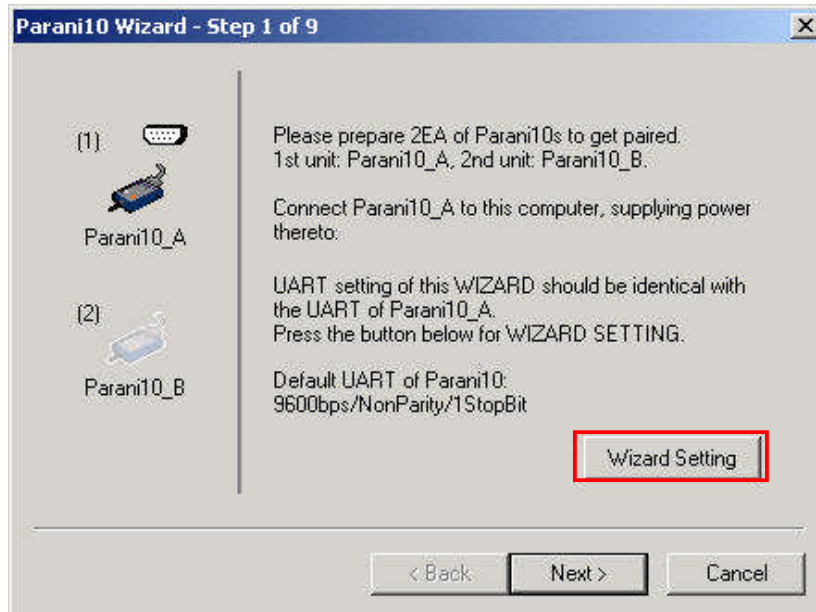 Parani10 Wizard - Step 1 of 9
(1)
Parani10_A
(2)
Parani10_B
Please prepare 2EA of Parani10s to get paired.
1st unit: Parani10_A, 2nd unit: Parani10_B.
Connect Parani10_A to this computer, supplying power
thereto:
UART setting of this WIZARD should be identical with
the UART of Parani10_A.
Press the button below for WIZARD SETTING.
Default UART of Parani10:
9600bps/NonParity/1StopBit
Wizard Setting
< Back
Next >
Cancel